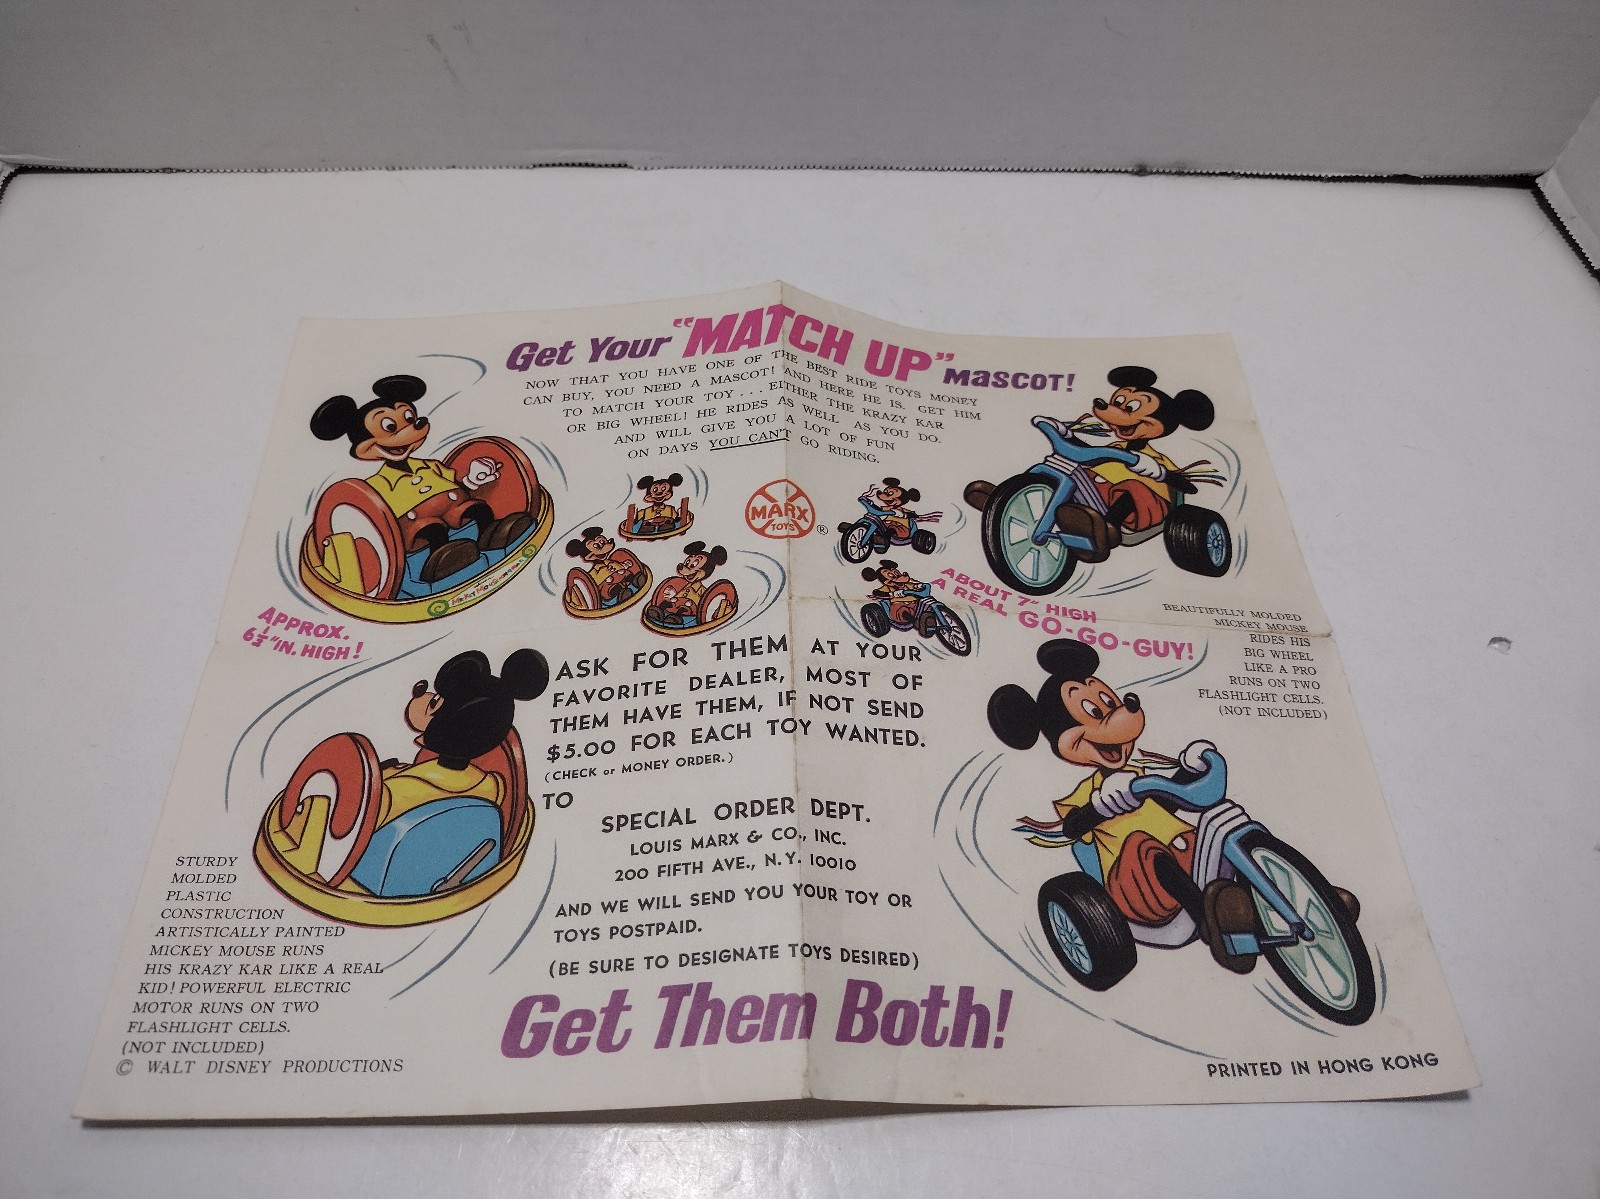 Get Your "MATCH UP" MaSCOT!
NOW THAT YOU HAVE ONE OF THE BEST RIDE TOYS MONEY
CAN BUY, YOU NEED A MASCOT! AND HERE HE IS. GET HIM
TO MATCH YOUR TOY . . . EITHER THE KRAZY KAR
OR BIG WHEEL! HE RIDES AS WELL AS YOU DO.
AND WILL GIVE YOU A LOT OF FUN
ON DAYS YOU CAN'T GO RIDING.
MARX
TOYS
®
APPROX.
6½" IN. HIGH!
ABOUT 7" HIGH
A REAL GO-GO-GUY!
BEAUTIFULLY MOLDED
MICKEY MOUSE
RIDES HIS
BIG WHEEL
LIKE A PRO
RUNS ON TWO
FLASHLIGHT CELLS.
(NOT INCLUDED)
ASK FOR THEM AT YOUR
FAVORITE DEALER, MOST OF
THEM HAVE THEM, IF NOT SEND
$5.00 FOR EACH TOY WANTED.
(CHECK or MONEY ORDER.)
TO
SPECIAL ORDER DEPT.
LOUIS MARX & CO., INC.
200 FIFTH AVE., N.Y. 10010
AND WE WILL SEND YOU YOUR TOY OR
TOYS POSTPAID.
(BE SURE TO DESIGNATE TOYS DESIRED)
STURDY
MOLDED
PLASTIC
CONSTRUCTION
ARTISTICALLY PAINTED
MICKEY MOUSE RUNS
HIS KRAZY KAR LIKE A REAL
KID! POWERFUL ELECTRIC
MOTOR RUNS ON TWO
FLASHLIGHT CELLS.
(NOT INCLUDED)
© WALT DISNEY PRODUCTIONS
Get Them Both!
PRINTED IN HONG KONG